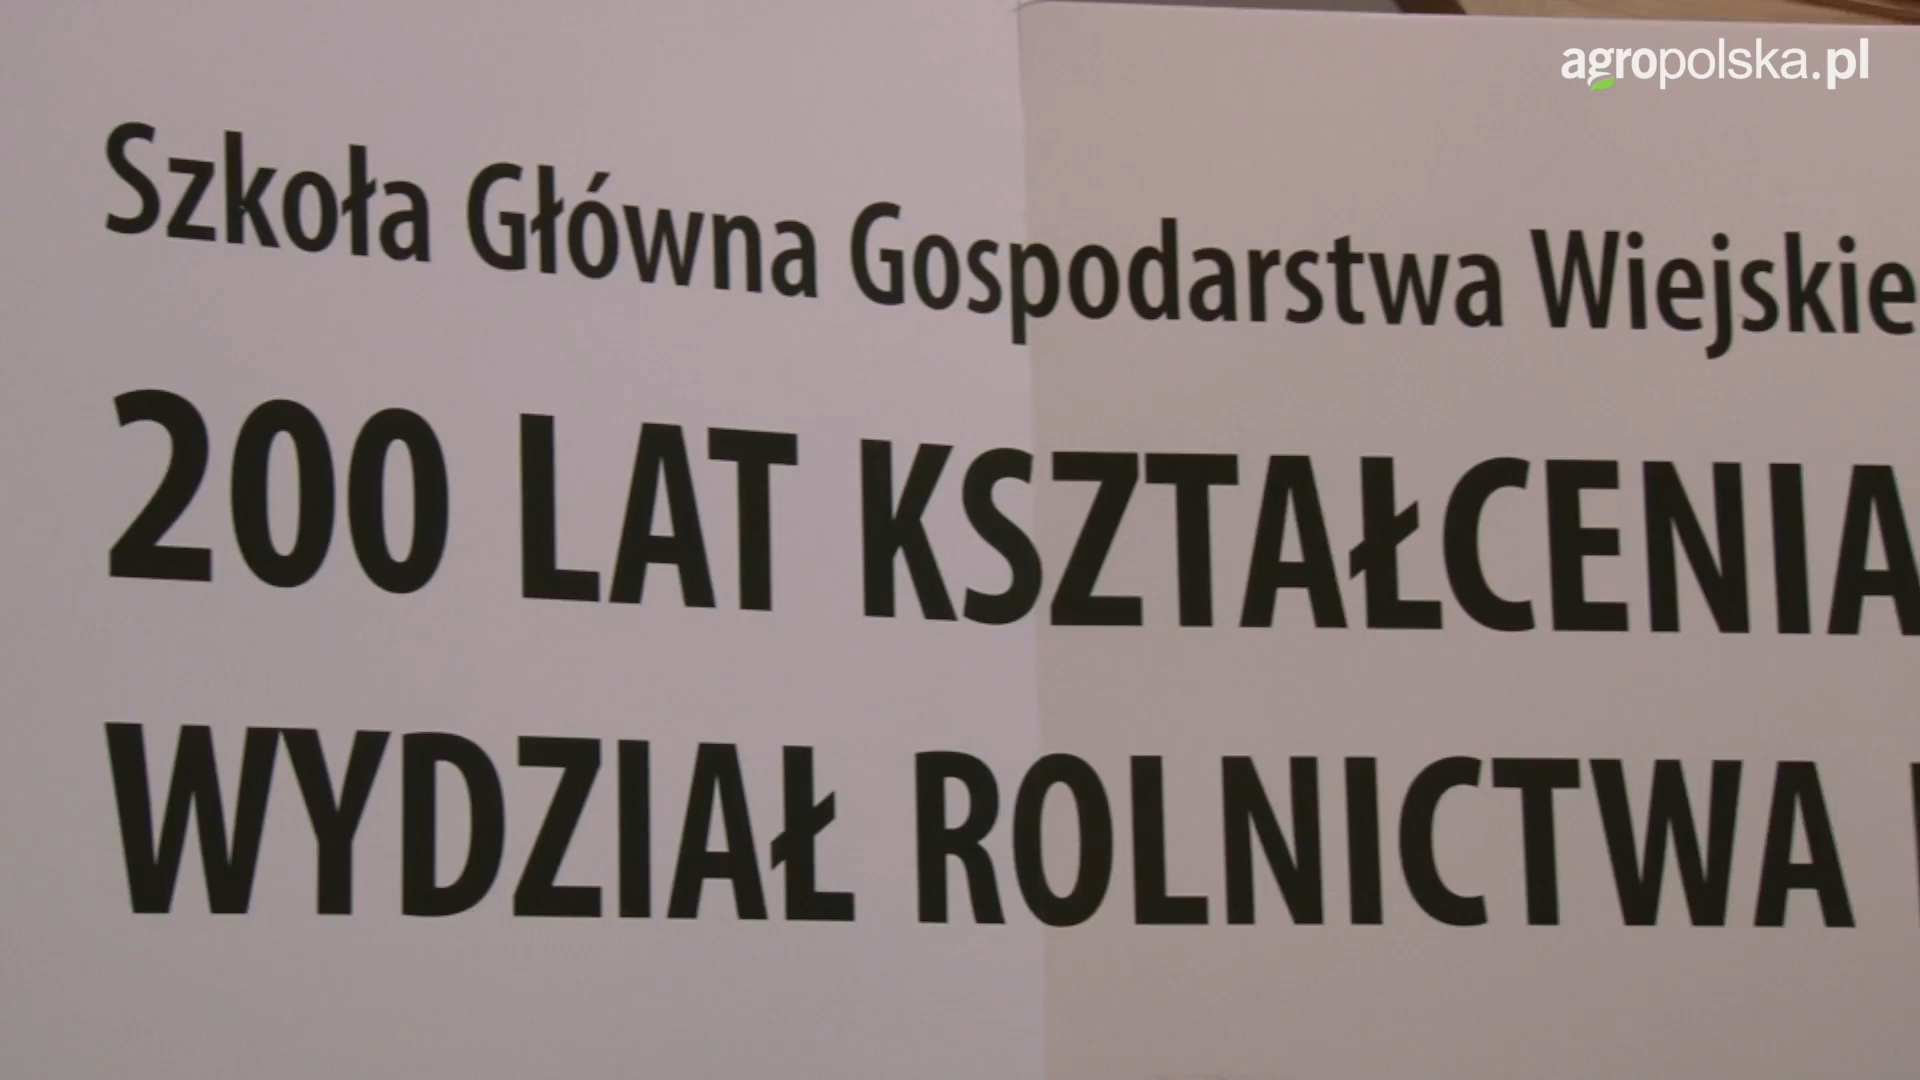 agropolska.pl
Szkoła Główna Gospodarstwa Wiejskie
200 LAT KSZTAŁCENIA
WYDZIAŁ ROLNICTWA